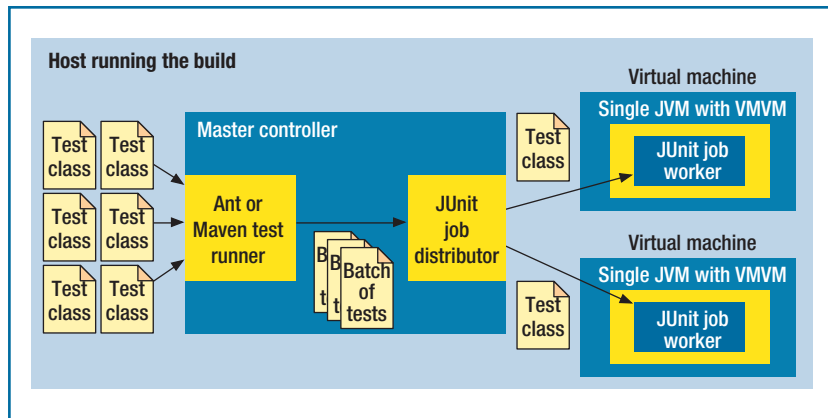 Host running the build
Test
class
Test
class
Test
class
Test
class
Test
class
Test
class
Master controller
Ant or
Maven test
runner
B
t
B
t
Batch
of
tests
JUnit
job
distributor
Test
class
Virtual machine
Single JVM with VMVM
JUnit job
worker
Test
class
Virtual machine
Single JVM with VMVM
JUnit job
worker